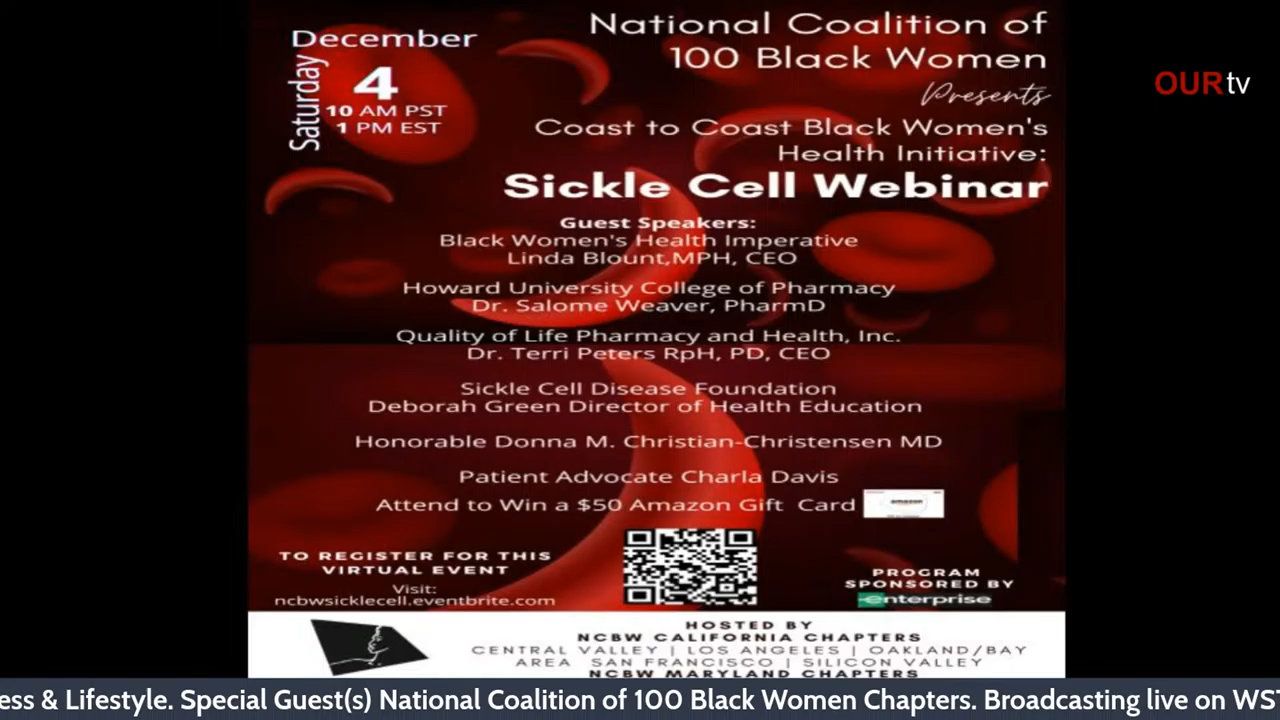 December
Saturday
4
10 AM PST
1 PM EST
National Coalition of
100 Black Women
Presents
Coast to Coast Black Women's
Health Initiative:
Sickle Cell Webinar
OURtv
Guest Speakers:
Black Women's Health Imperative
Linda Blount,MPH, CEO
Howard University College of Pharmacy
Dr. Salome Weaver, PharmD
Quality of Life Pharmacy and Health, Inc.
Dr. Terri Peters RpH, PD, CEO
Sickle Cell Disease Foundation
Deborah Green Director of Health Education
Honorable Donna M. Christian-Christensen MD
Patient Advocate Charla Davis
Attend to Win a $50 Amazon Gift Card
amazon
TO REGISTER FOR THIS
VIRTUAL EVENT
Visit:
ncbwsicklecell.eventbrite.com
PROGRAM
SPONSORED BY
enterprise
HOSTED BY
NCBW CALIFORNIA CHAPTERS
CENTRAL VALLEY | LOS ANGELES | OAKLAND/BAY
AREA SAN FRANCISCO | SILICON VALLEY
NCBW MARYLAND CHAPTERS
ess & Lifestyle. Special Guest(s) National Coalition of 100 Black Women Chapters. Broadcasting live on WST